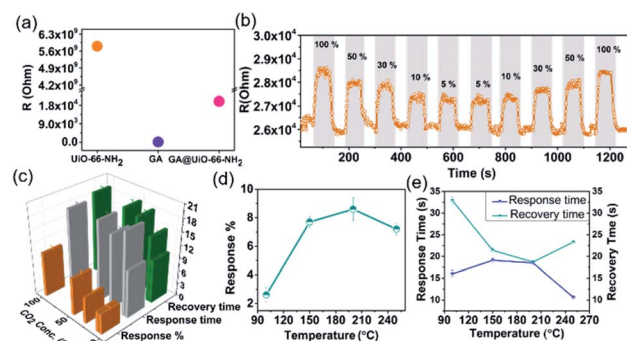 (a)
R (Ohm)
6.3x10⁹
5.6x10⁹
4.9x10⁹
4.2x10⁹
1.8x10⁴
9.0x10³
0.0
UiO-66-NH₂ GA GA@UiO-66-NH₂
(b)
R(Ohm)
3.0x10⁴
2.9x10⁴
2.8x10⁴
2.7x10⁴
2.6x10⁴
100 % 50 % 30 % 10 % 5 % 5 % 10 % 30 % 50 % 100 %
0 200 400 600 800 1000 1200
Time (s)
(c)
21
18
15
12
9
6
3
0
100
CO₂ Conc.
Recovery time
Response time
Response %
(d)
Response %
10
8
6
4
2
90 120 150 180 210 240
Temperature (°C)
(e)
Response Time (s)
35
30
25
20
15
10
Response time
Recovery time
35
30
25
20
15
10
Recovery Tme (s)
90 120 150 180 210 240 270
Temperature (°C)